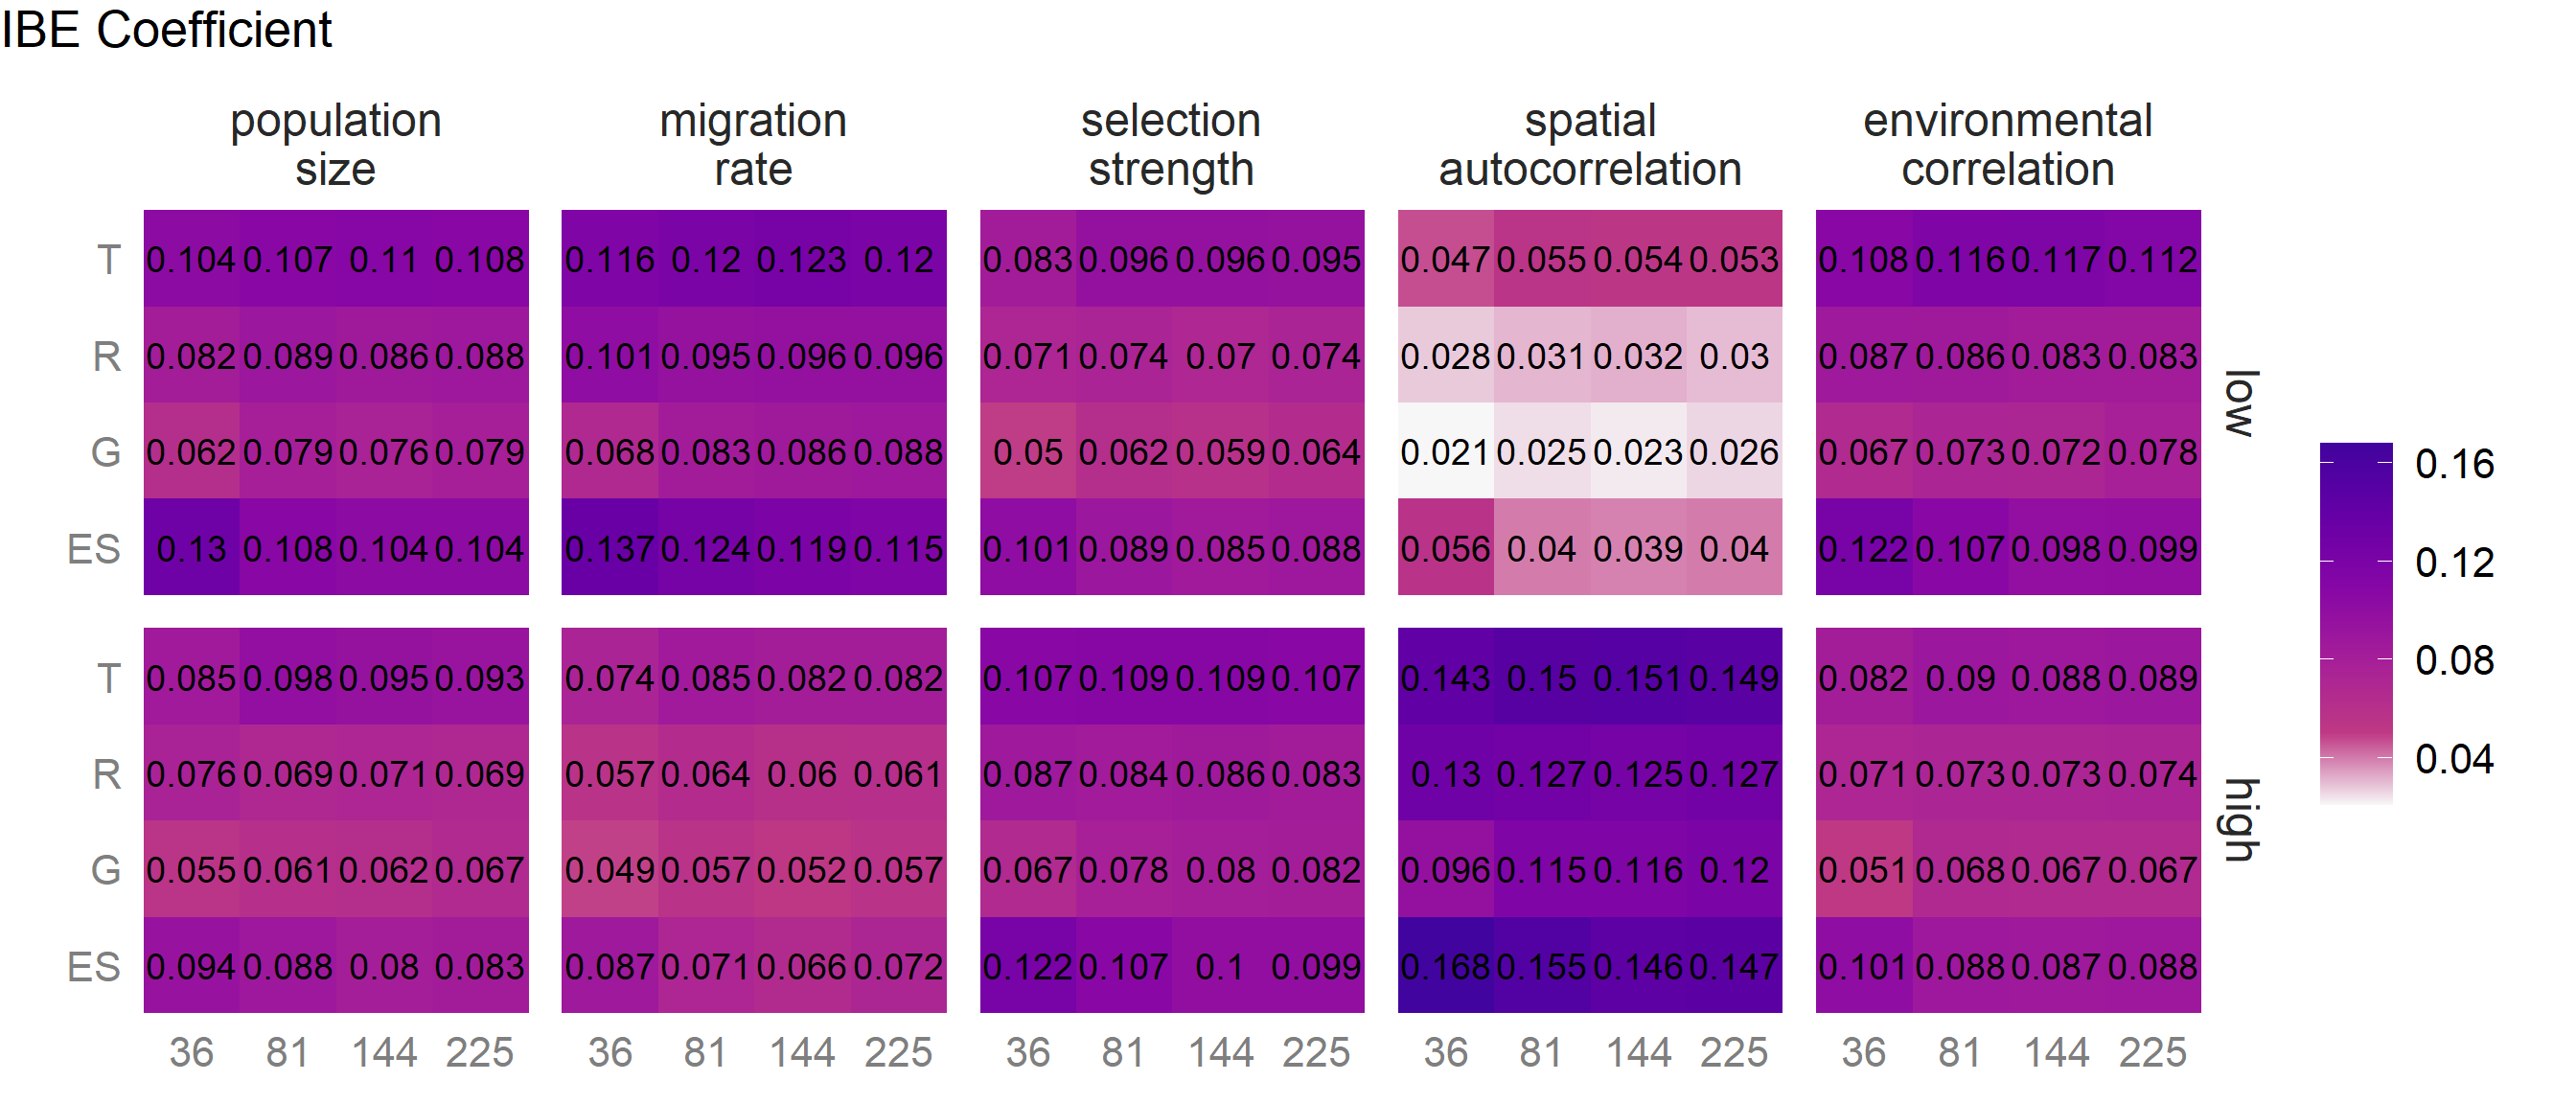 IBE Coefficient
population migration selection spatial environmental
size rate strength autocorrelation correlation
T 0.104 0.107 0.11 0.108 0.116 0.12 0.123 0.12 0.083 0.096 0.096 0.095 0.047 0.055 0.054 0.053 0.108 0.116 0.117 0.112
R 0.082 0.089 0.086 0.088 0.101 0.095 0.096 0.096 0.071 0.074 0.07 0.074 0.028 0.031 0.032 0.03 0.087 0.086 0.083 0.083
G 0.062 0.079 0.076 0.079 0.068 0.083 0.086 0.088 0.05 0.062 0.059 0.064 0.021 0.025 0.023 0.026 0.067 0.073 0.072 0.078
ES 0.13 0.108 0.104 0.104 0.137 0.124 0.119 0.115 0.101 0.089 0.085 0.088 0.056 0.04 0.039 0.04 0.122 0.107 0.098 0.099
low
T 0.085 0.098 0.095 0.093 0.074 0.085 0.082 0.082 0.107 0.109 0.109 0.107 0.143 0.15 0.151 0.149 0.082 0.09 0.088 0.089
R 0.076 0.069 0.071 0.069 0.057 0.064 0.06 0.061 0.087 0.084 0.086 0.083 0.13 0.127 0.125 0.127 0.071 0.073 0.073 0.074
G 0.055 0.061 0.062 0.067 0.049 0.057 0.052 0.057 0.067 0.078 0.08 0.082 0.096 0.115 0.116 0.12 0.051 0.068 0.067 0.067
ES 0.094 0.088 0.08 0.083 0.087 0.071 0.066 0.072 0.122 0.107 0.1 0.099 0.168 0.155 0.146 0.147 0.101 0.088 0.087 0.088
high
36 81 144 225 36 81 144 225 36 81 144 225 36 81 144 225 36 81 144 225
0.16
0.12
0.08
0.04